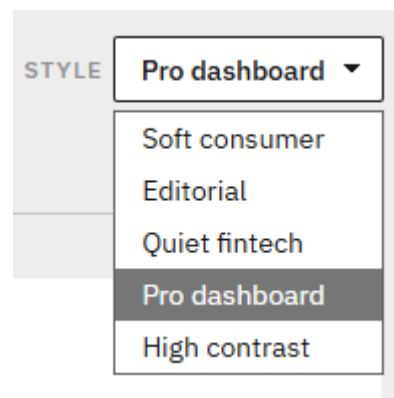 STYLE Pro dashboard
Soft consumer
Editorial
Quiet fintech
Pro dashboard
High contrast